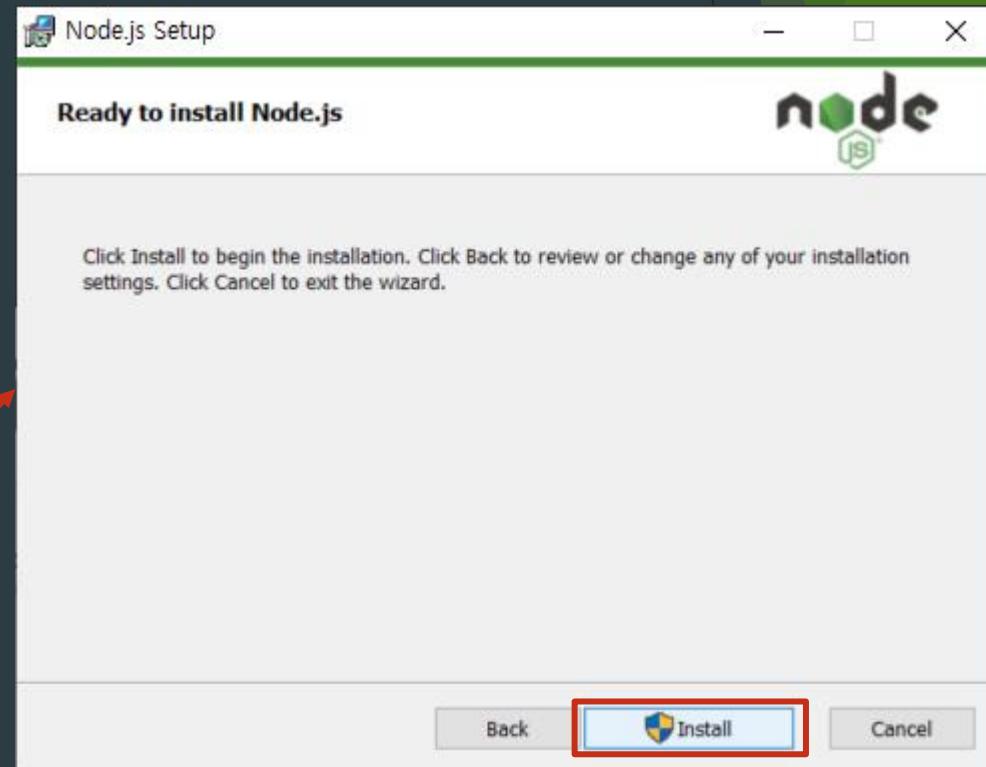 Node.js Setup
Ready to install Node.js
node
JS
Click Install to begin the installation. Click Back to review or change any of your installation
settings. Click Cancel to exit the wizard.
Back
Install
Cancel